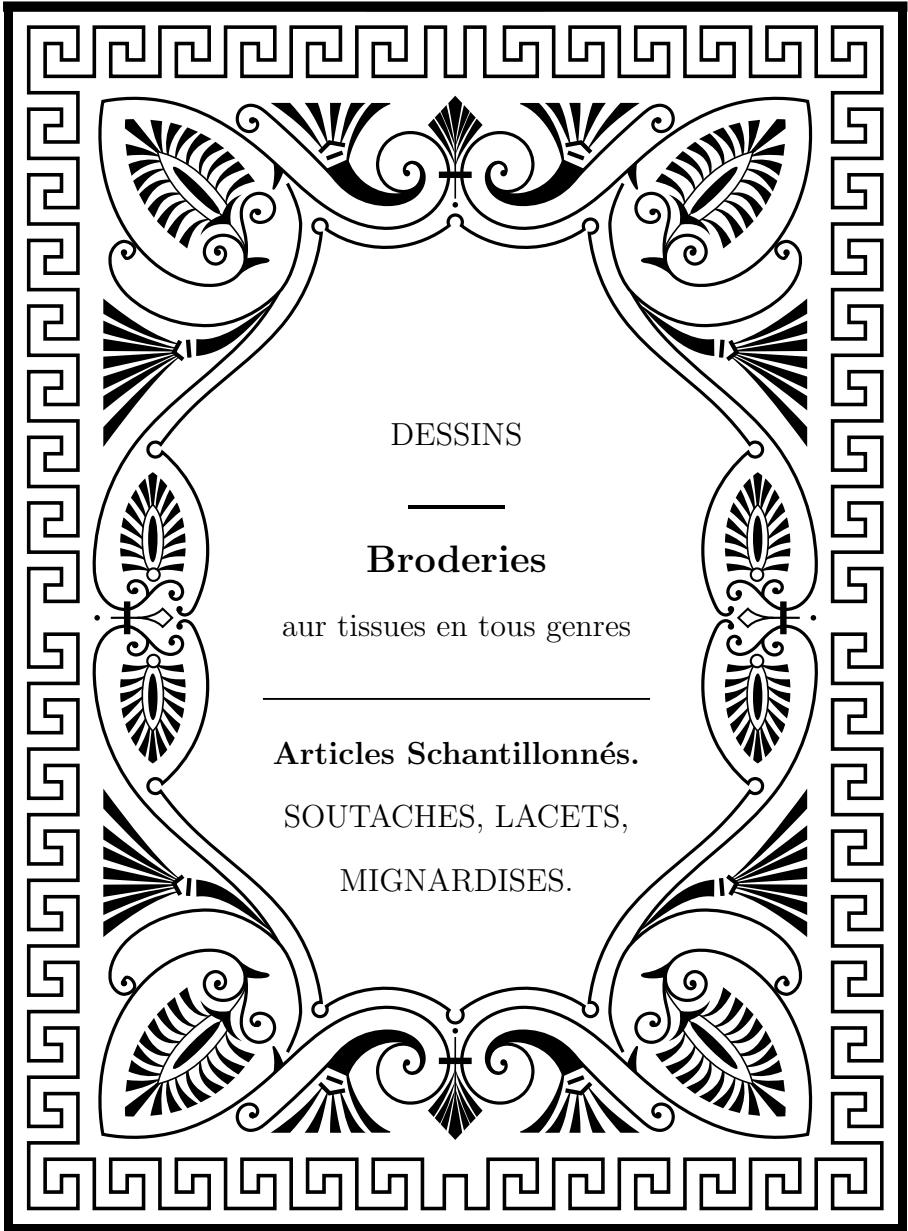 DESSINS
Broderies
aur tissues en tous genres
Articles Schantillonnés.
SOUTACHES, LACETS,
MIGNARDISES.